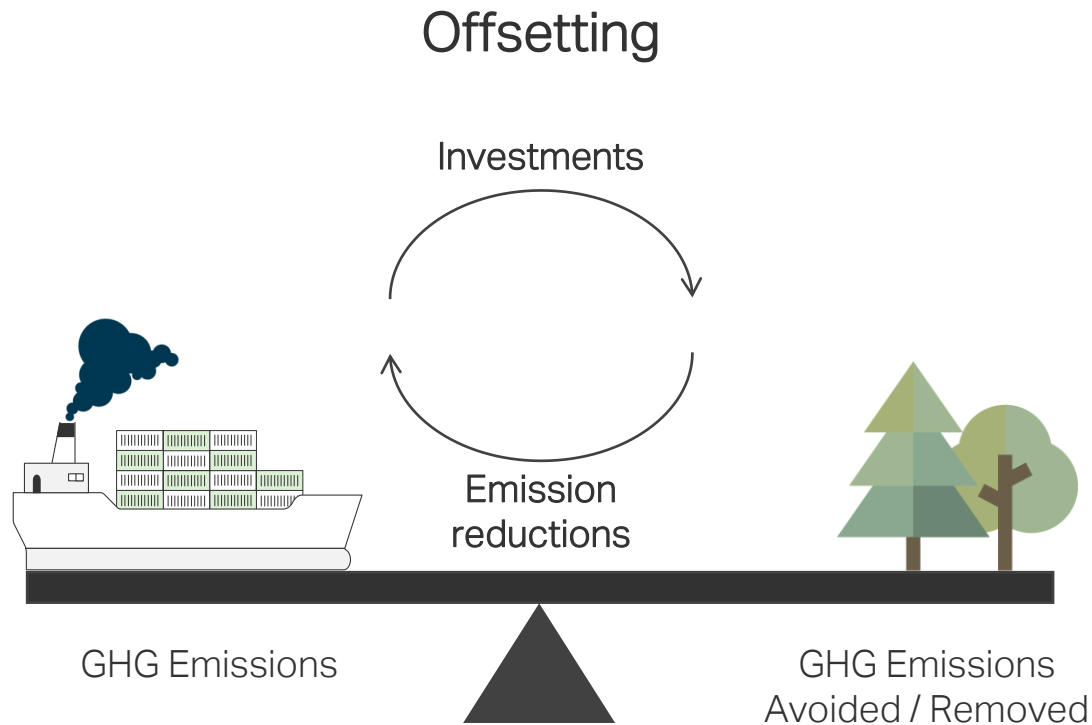 Offsetting
Investments
Emission
reductions
GHG Emissions
GHG Emissions
Avoided / Removed